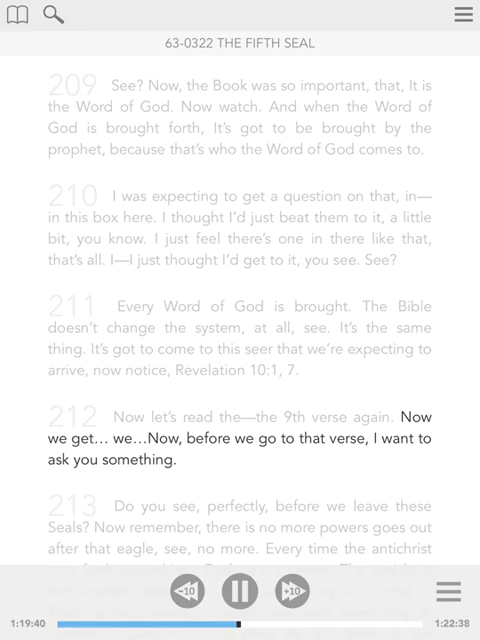 63-0322 THE FIFTH SEAL
209 See? Now, the Book was so important, that, It is
the Word of God. Now watch. And when the Word of
God is brought forth, It's got to be brought by the
prophet, because that's who the Word of God comes to.
210 I was expecting to get a question on that, in—
in this box here. I thought I'd just beat them to it, a little
bit, you know. I just feel there's one in there like that,
that's all. I—I just thought I'd get to it, you see. See?
211 Every Word of God is brought. The Bible
doesn't change the system, at all, see. It's the same
thing. It's got to come to this seer that we're expecting to
arrive, now notice, Revelation 10:1, 7.
212 Now let's read the—the 9th verse again. Now
we get… we…Now, before we go to that verse, I want to
ask you something.
213 Do you see, perfectly, before we leave these
Seals? Now remember, there is no more powers goes out
after that eagle, see, no more. Every time the antichrist
-10
+10
1:19:40
1:22:38